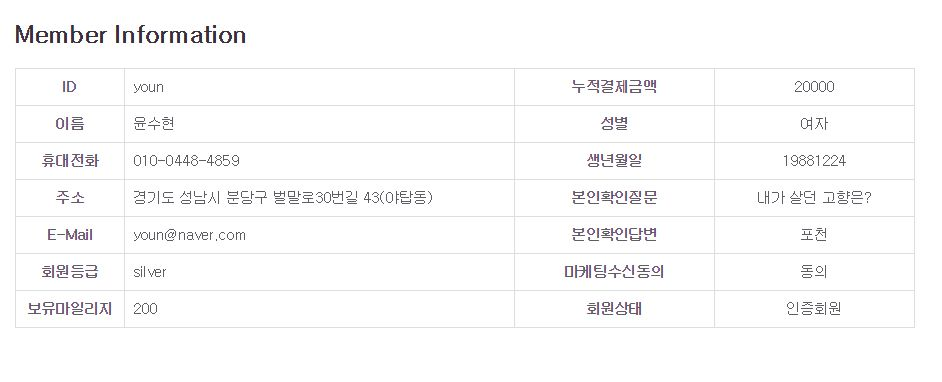 Member Information
ID youn 누적결제금액 20000
이름 윤수현 성별 여자
휴대전화 010-0448-4859 생년월일 19881224
주소 경기도 성남시 분당구 벌말로30번길 43(야탑동) 본인확인질문 내가 살던 고향은?
E-Mail youn@naver.com 본인확인답변 포천
회원등급 silver 마케팅수신동의 동의
보유마일리지 200 회원상태 인증회원